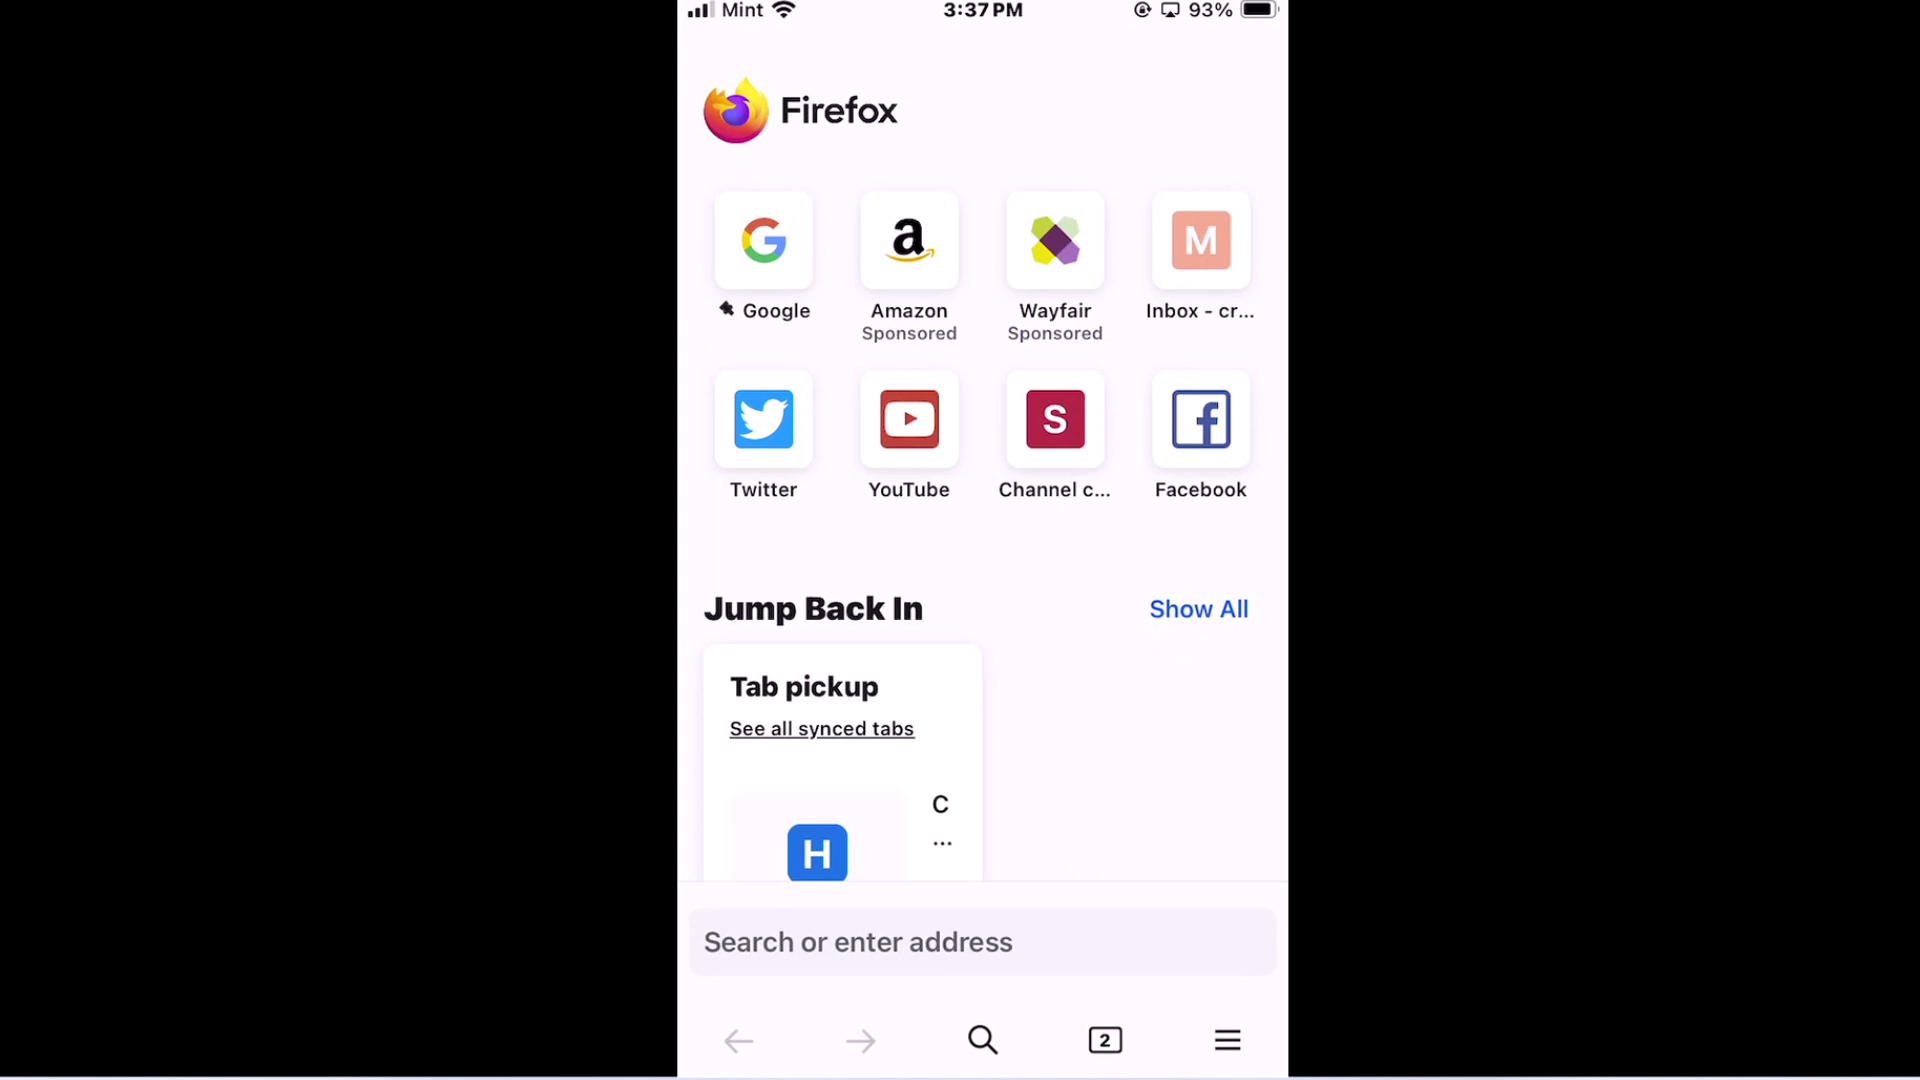 Mint 3:37 PM 93%
Firefox
Google Amazon Wayfair Inbox - cr...
Sponsored Sponsored
M
S
Twitter YouTube Channel c... Facebook
Jump Back In Show All
Tab pickup
See all synced tabs
C
...
H
Search or enter address
2